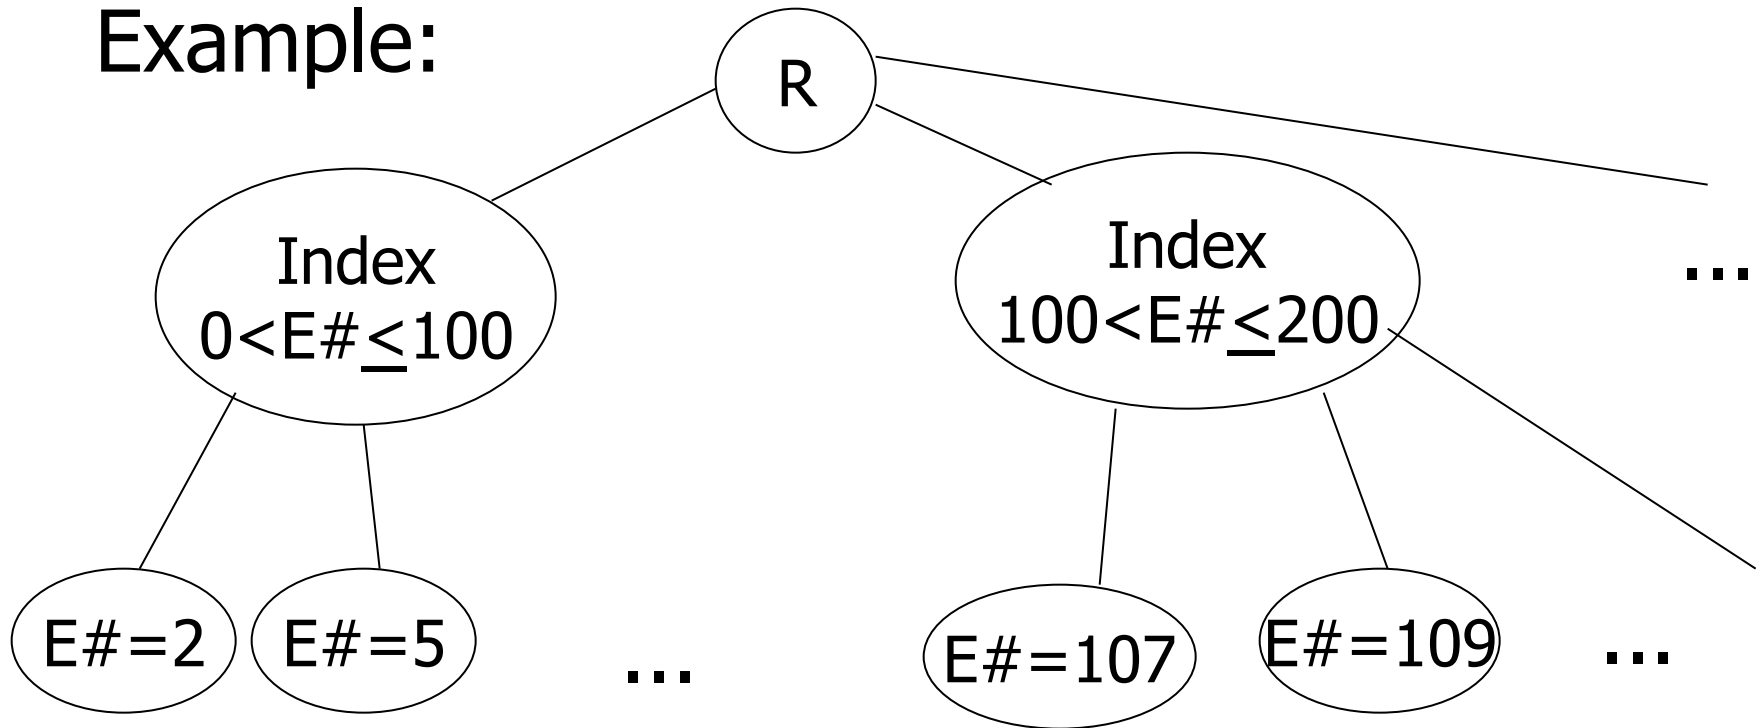 Example:
R
Index
0<E#<100
Index
100<E#<200
...
E#=2
E#=5
...
E#=107
E#=109
...